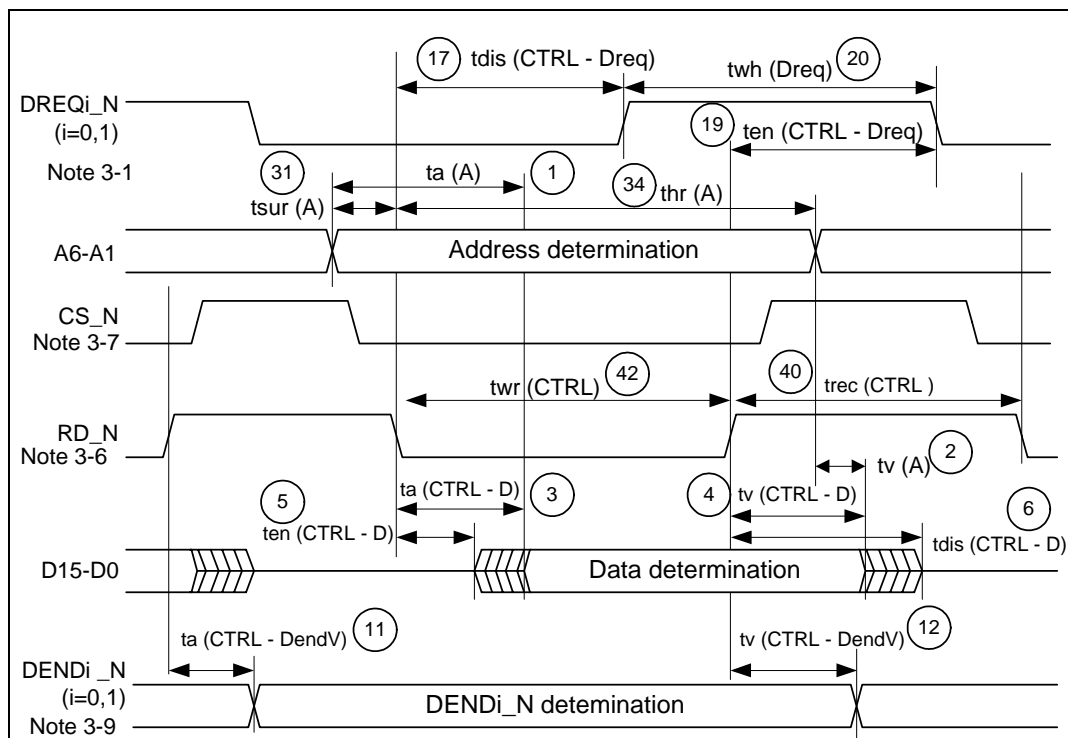 17 tdis (CTRL - Dreq) twh (Dreq) 20
DREQi_N
(i=0,1)
19 ten (CTRL - Dreq)
Note 3-1 31 ta (A) 1 34
tsur (A) thr (A)
A6-A1 Address determination
CS_N
Note 3-7
twr (CTRL) 42 40 trec (CTRL )
RD_N
Note 3-6
tv (A) 2
5 ta (CTRL - D) 3 4 tv (CTRL - D) 6
ten (CTRL - D) tdis (CTRL - D)
D15-D0 Data determination
ta (CTRL - DendV) 11 tv (CTRL - DendV) 12
DENDi _N
(i=0,1) DENDi_N detemination
Note 3-9